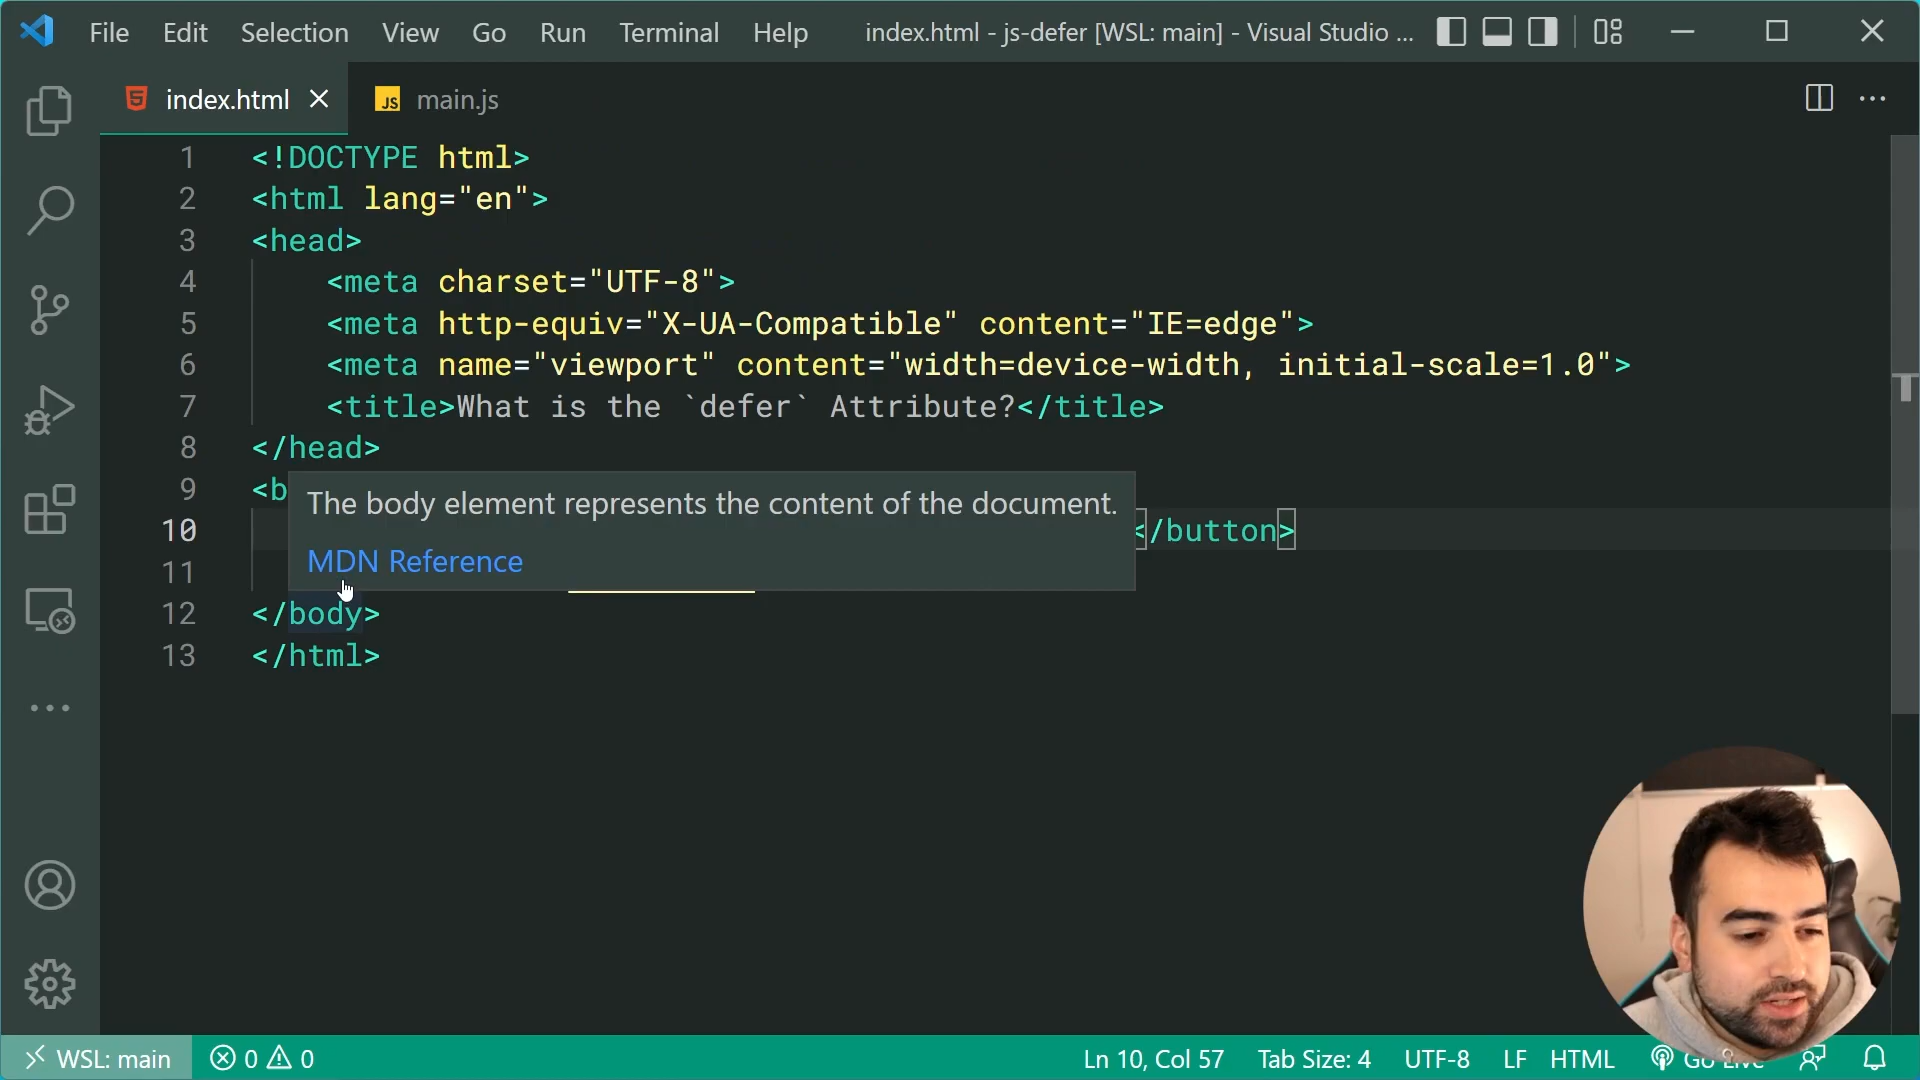 File Edit Selection View Go Run Terminal Help index.html - js-defer [WSL: main] - Visual Studio ...
index.html JS main.js
1 <!DOCTYPE html>
2 <html lang="en">
3 <head>
4 <meta charset="UTF-8">
5 <meta http-equiv="X-UA-Compatible" content="IE=edge">
6 <meta name="viewport" content="width=device-width, initial-scale=1.0">
7 <title>What is the `defer` Attribute?</title>
8 </head>
9 <b
The body element represents the content of the document.
10 </button>
MDN Reference
11
12 </body>
13 </html>
WSL: main 0 0 Ln 10, Col 57 Tab Size: 4 UTF-8 LF HTML Go Live